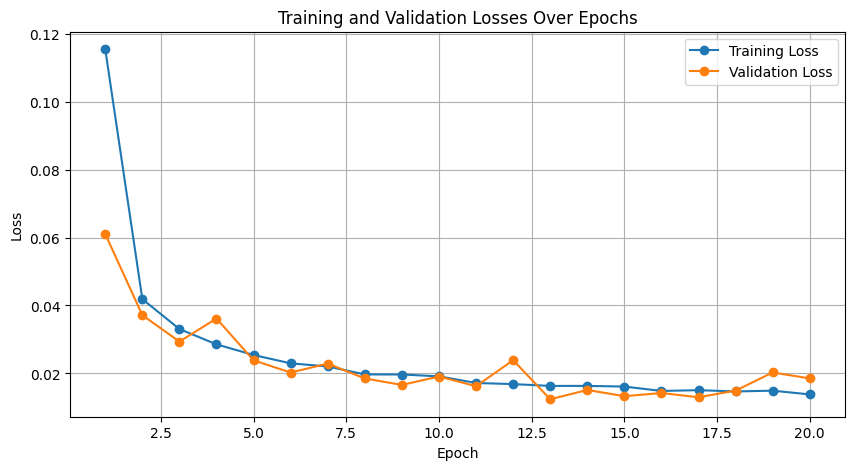 Training and Validation Losses Over Epochs
0.12
0.10
0.08
0.06
0.04
0.02
Loss
Training Loss
Validation Loss
2.5 5.0 7.5 10.0 12.5 15.0 17.5 20.0
Epoch